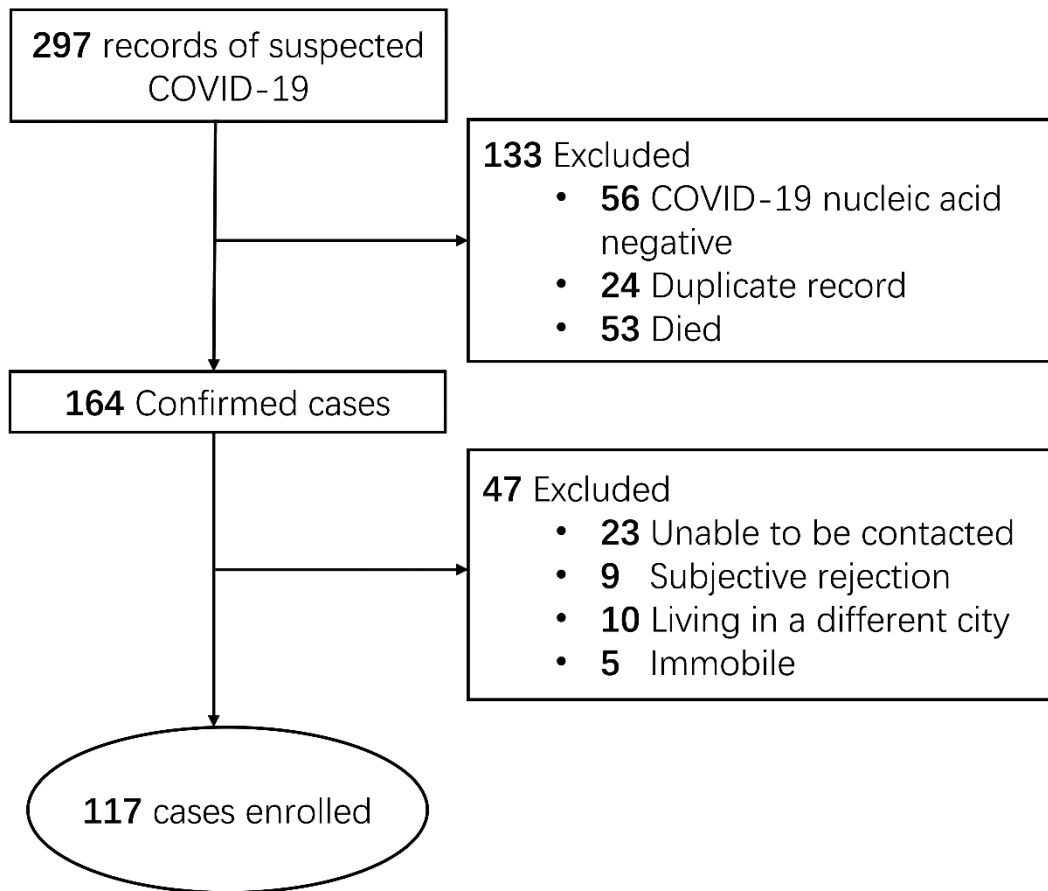 297 records of suspected
COVID-19
133 Excluded
• 56 COVID-19 nucleic acid
negative
• 24 Duplicate record
• 53 Died
164 Confirmed cases
47 Excluded
• 23 Unable to be contacted
• 9 Subjective rejection
• 10 Living in a different city
• 5 Immobile
117 cases enrolled